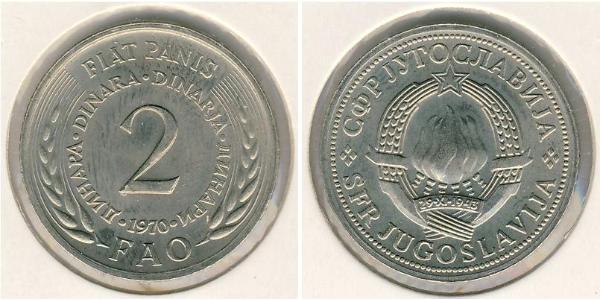 FIAT PANIS
ДИНАРА · DINARA · DINARJA · ДИНАРИ
2
· 1970 ·
FAO
СФР ЈУГОСЛАВИЈА
29·XI·1943
SFR JUGOSLAVIJA